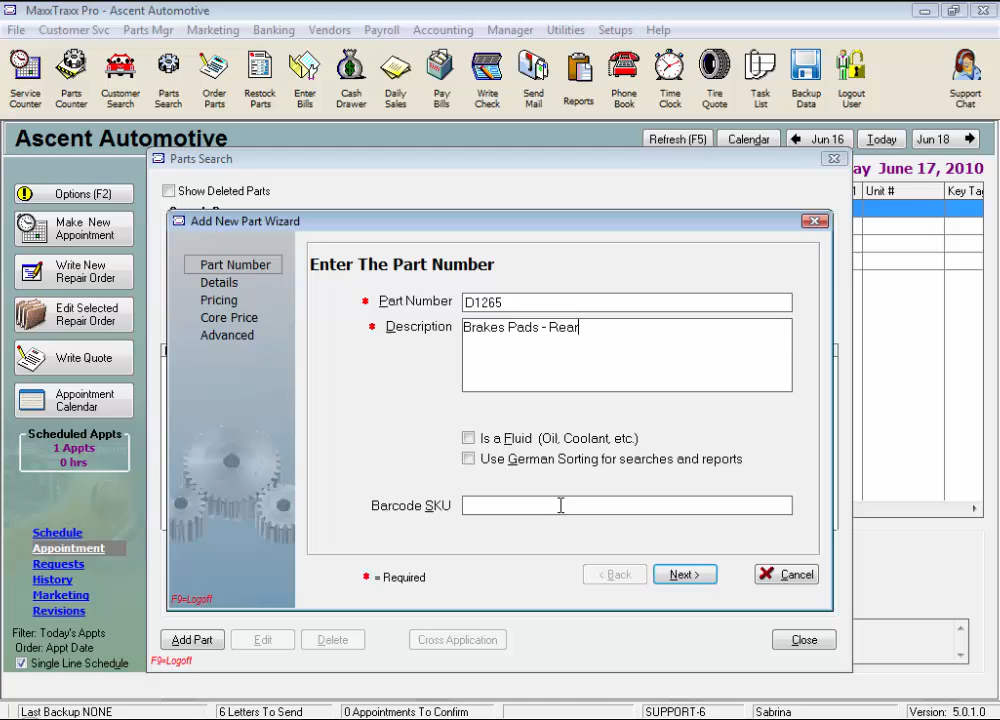 MaxxTraxx Pro - Ascent Automotive
File Customer Svc Parts Mgr Marketing Banking Vendors Payroll Accounting Manager Utilities Setups Help
Service Counter
Parts Counter
Customer Search
Parts Search
Order Parts
Restock Parts
Enter Bills
Cash Drawer
Daily Sales
Pay Bills
Write Check
Send Mail
Reports
Phone Book
Time Clock
Tire Quote
Task List
Backup Data
Logout User
Support Chat
Ascent Automotive
Refresh (F5) Calendar Jun 16 Today Jun 18
ay June 17, 2010
Unit # Key Tag
Options (F2)
Make New
Appointment
Write New
Repair Order
Edit Selected
Repair Order
Write Quote
Appointment
Calendar
Scheduled Appts
1 Appts
0 hrs
Schedule
Appointment
Requests
History
Marketing
Revisions
Filter: Today's Appts
Order: Appt Date
Single Line Schedule
Parts Search
Show Deleted Parts
Add New Part Wizard
Part Number
Details
Pricing
Core Price
Advanced
F9=Logoff
Enter The Part Number
* Part Number D1265
* Description Brakes Pads - Rear
Is a Fluid (Oil, Coolant, etc.)
Use German Sorting for searches and reports
Barcode SKU
* = Required
< Back Next > Cancel
Add Part Edit Delete Cross Application Close
F9=Logoff
Last Backup NONE 6 Letters To Send 0 Appointments To Confirm SUPPORT-6 Sabrina Version: 5.0.1.0